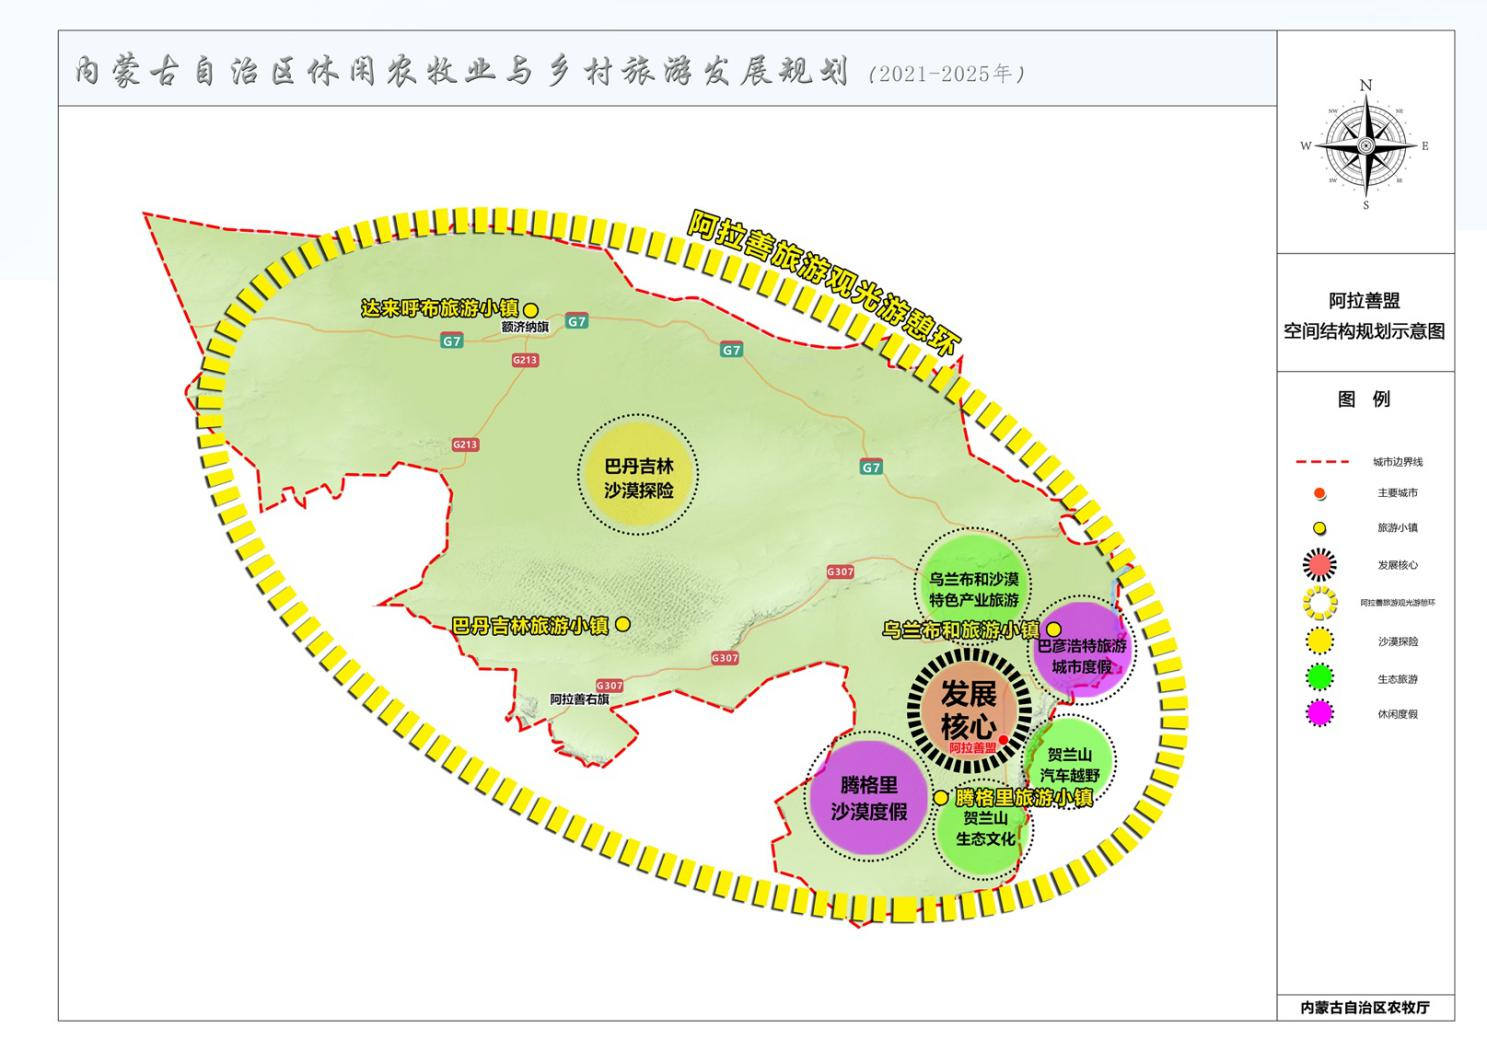 内蒙古自治区休闲农牧业与乡村旅游发展规划（2021-2025年）
N
NW
NE
W
E
SW
SE
S
阿拉善盟
空间结构规划示意图
图 例
城市边界线
主要城市
旅游小镇
发展核心
阿拉善旅游观光游憩环
沙漠探险
生态旅游
休闲度假
内蒙古自治区农牧厅
阿拉善旅游观光游憩环
达来呼布旅游小镇
额济纳旗
G7
G7
G7
G213
G213
G7
巴丹吉林
沙漠探险
G307
乌兰布和沙漠
特色产业旅游
巴丹吉林旅游小镇
乌兰布和旅游小镇
巴彦浩特旅游
城市度假
G307
G307
阿拉善右旗
发展
核心
阿拉善盟
贺兰山
汽车越野
腾格里
沙漠度假
腾格里旅游小镇
贺兰山
生态文化